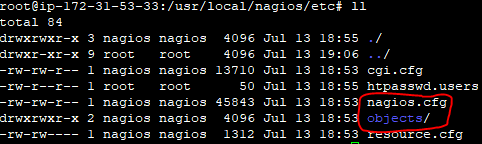 root@ip-172-31-53-33:/usr/local/nagios/etc# ll
total 84
drwxrwxr-x 3 nagios nagios 4096 Jul 13 18:55 ./
drwxr-xr-x 9 root root 4096 Jul 13 19:06 ../
-rw-rw-r-- 1 nagios nagios 13710 Jul 13 18:53 cgi.cfg
-rw-r--r-- 1 root root 50 Jul 13 18:55 htpasswd.users
-rw-rw-r-- 1 nagios nagios 45843 Jul 13 18:53 nagios.cfg
drwxrwxr-x 2 nagios nagios 4096 Jul 13 18:53 objects/
-rw-rw---- 1 nagios nagios 1312 Jul 13 18:53 resource.cfg